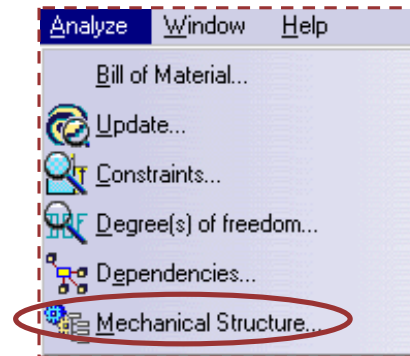 Analyze Window Help
Bill of Material...
Update...
Constraints...
Degree(s) of freedom...
Dependencies...
Mechanical Structure...